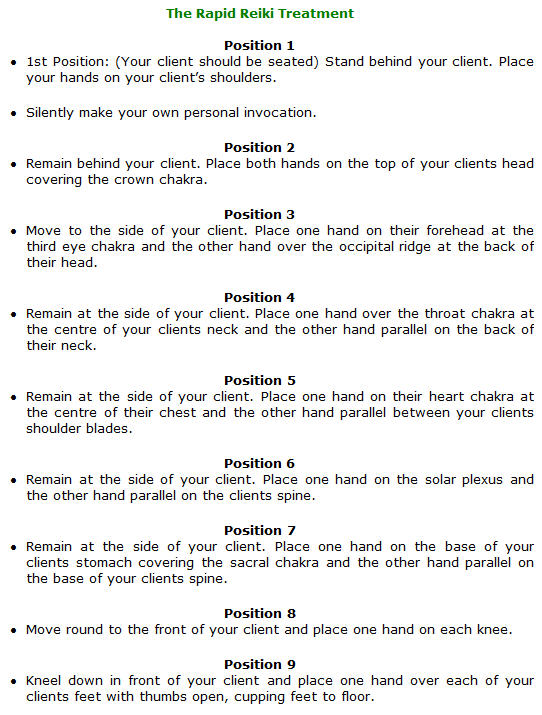 The Rapid Reiki Treatment
Position 1
• 1st Position: (Your client should be seated) Stand behind your client. Place
your hands on your client’s shoulders.
• Silently make your own personal invocation.
Position 2
• Remain behind your client. Place both hands on the top of your clients head
covering the crown chakra.
Position 3
• Move to the side of your client. Place one hand on their forehead at the
third eye chakra and the other hand over the occipital ridge at the back of
their head.
Position 4
• Remain at the side of your client. Place one hand over the throat chakra at
the centre of your clients neck and the other hand parallel on the back of
their neck.
Position 5
• Remain at the side of your client. Place one hand on their heart chakra at
the centre of their chest and the other hand parallel between your clients
shoulder blades.
Position 6
• Remain at the side of your client. Place one hand on the solar plexus and
the other hand parallel on the clients spine.
Position 7
• Remain at the side of your client. Place one hand on the base of your
clients stomach covering the sacral chakra and the other hand parallel on
the base of your clients spine.
Position 8
• Move round to the front of your client and place one hand on each knee.
Position 9
• Kneel down in front of your client and place one hand over each of your
clients feet with thumbs open, cupping feet to floor.